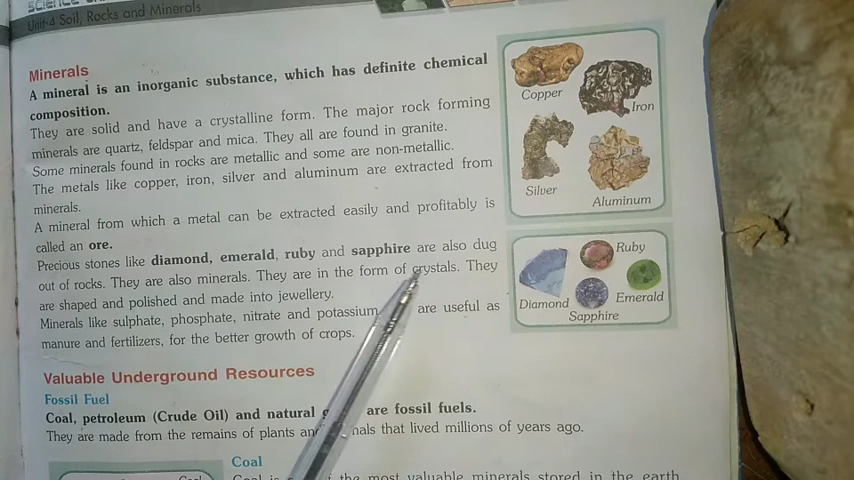 Unit-4 Soil, Rocks and Minerals
Minerals
A mineral is an inorganic substance, which has definite chemical
composition.
They are solid and have a crystalline form. The major rock forming
minerals are quartz, feldspar and mica. They all are found in granite.
Some minerals found in rocks are metallic and some are non-metallic.
The metals like copper, iron, silver and aluminum are extracted from
minerals.
A mineral from which a metal can be extracted easily and profitably is
called an ore.
Precious stones like diamond, emerald, ruby and sapphire are also dug
out of rocks. They are also minerals. They are in the form of crystals. They
are shaped and polished and made into jewellery.
Minerals like sulphate, phosphate, nitrate and potassium are useful as
manure and fertilizers, for the better growth of crops.
Copper
Iron
Silver
Aluminum
Ruby
Diamond
Emerald
Sapphire
Valuable Underground Resources
Fossil Fuel
Coal, petroleum (Crude Oil) and natural are fossil fuels.
They are made from the remains of plants that lived millions of years ago.
Coal
Coal
Coal the most valuable minerals stored in the earth